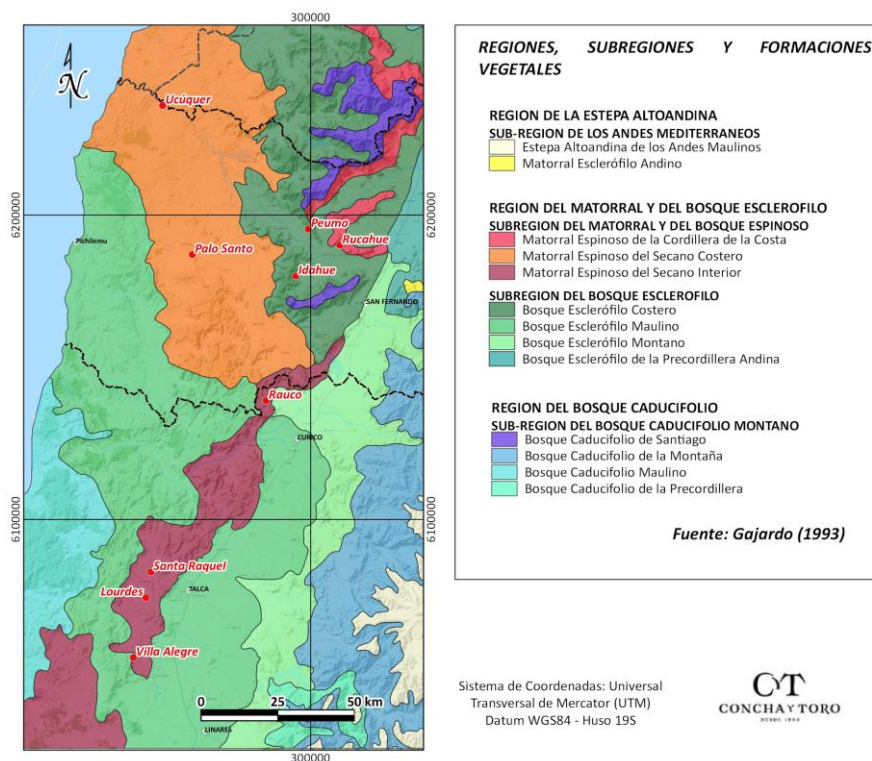 300000
N
Ucúquer
6200000
6200000
Peumo
Pichilemu
Palo Santo
Rucahue
Idahue
SAN FERNANDO
Rauco
CURICO
6100000
6100000
Santa Raquel
Lourdes
TALCA
Villa Alegre
0 25 50 km
LINARES
300000
REGIONES, SUBREGIONES Y FORMACIONES
VEGETALES
REGION DE LA ESTEPA ALTOANDINA
SUB-REGION DE LOS ANDES MEDITERRANEOS
Estepa Altoandina de los Andes Maulinos
Matorral Esclerófilo Andino
REGION DEL MATORRAL Y DEL BOSQUE ESCLEROFILO
SUBREGION DEL MATORRAL Y DEL BOSQUE ESPINOSO
Matorral Espinoso de la Cordillera de la Costa
Matorral Espinoso del Secano Costero
Matorral Espinoso del Secano Interior
SUBREGION DEL BOSQUE ESCLEROFILO
Bosque Esclerófilo Costero
Bosque Esclerófilo Maulino
Bosque Esclerófilo Montano
Bosque Esclerófilo de la Precordillera Andina
REGION DEL BOSQUE CADUCIFOLIO
SUB-REGION DEL BOSQUE CADUCIFOLIO MONTANO
Bosque Caducifolio de Santiago
Bosque Caducifolio de la Montaña
Bosque Caducifolio Maulino
Bosque Caducifolio de la Precordillera
Fuente: Gajardo (1993)
Sistema de Coordenadas: Universal
Transversal de Mercator (UTM)
Datum WGS84 - Huso 19S
CYT
CONCHA Y TORO
DESDE 1883